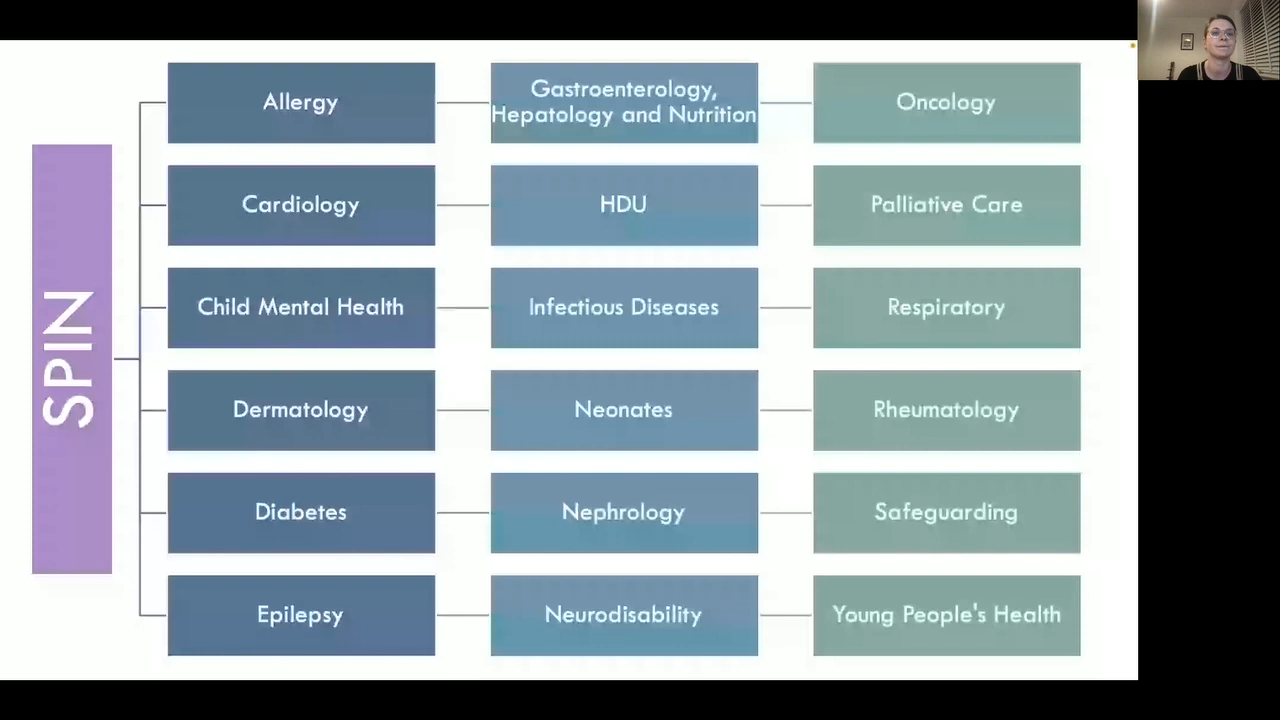 SPIN
Allergy
Gastroenterology,
Hepatology and Nutrition
Oncology
Cardiology
HDU
Palliative Care
Child Mental Health
Infectious Diseases
Respiratory
Dermatology
Neonates
Rheumatology
Diabetes
Nephrology
Safeguarding
Epilepsy
Neurodisability
Young People's Health